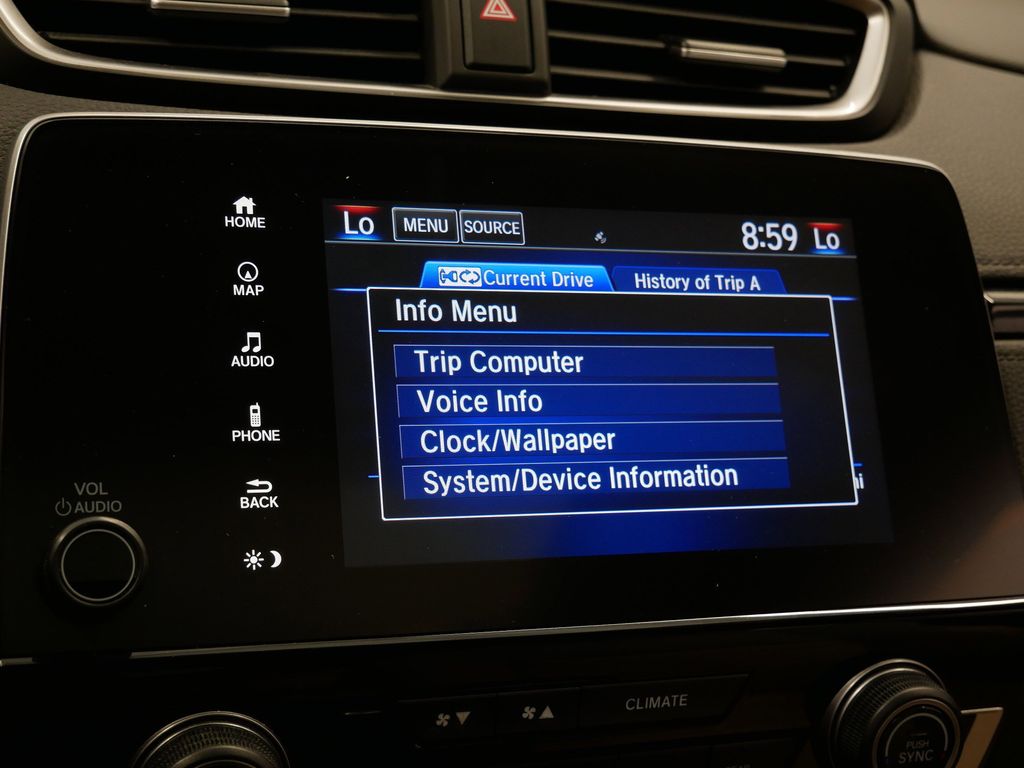 Lo MENU SOURCE 8:59 Lo
Current Drive History of Trip A
Info Menu
Trip Computer
Voice Info
Clock/Wallpaper
System/Device Information
HOME
MAP
AUDIO
PHONE
BACK
VOL
AUDIO
CLIMATE
PUSH
SYNC